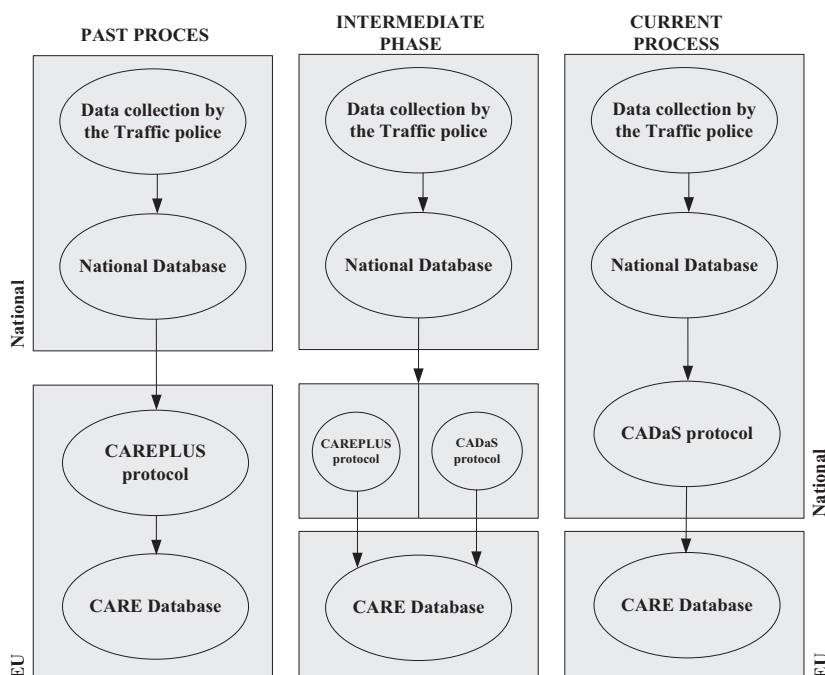 PAST PROCES
Data collection by
the Traffic police
National Database
National
CAREPLUS
protocol
CARE Database
EU
INTERMEDIATE
PHASE
Data collection by
the Traffic police
National Database
CAREPLUS
protocol
CADaS
protocol
CARE Database
CURRENT
PROCESS
Data collection by
the Traffic police
National Database
CADaS protocol
National
CARE Database
EU